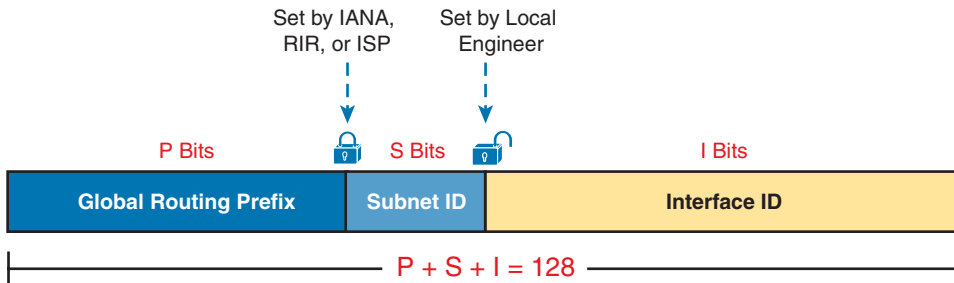 Set by IANA,
RIR, or ISP
Set by Local
Engineer
P Bits
S Bits
I Bits
Global Routing Prefix
Subnet ID
Interface ID
P + S + I = 128